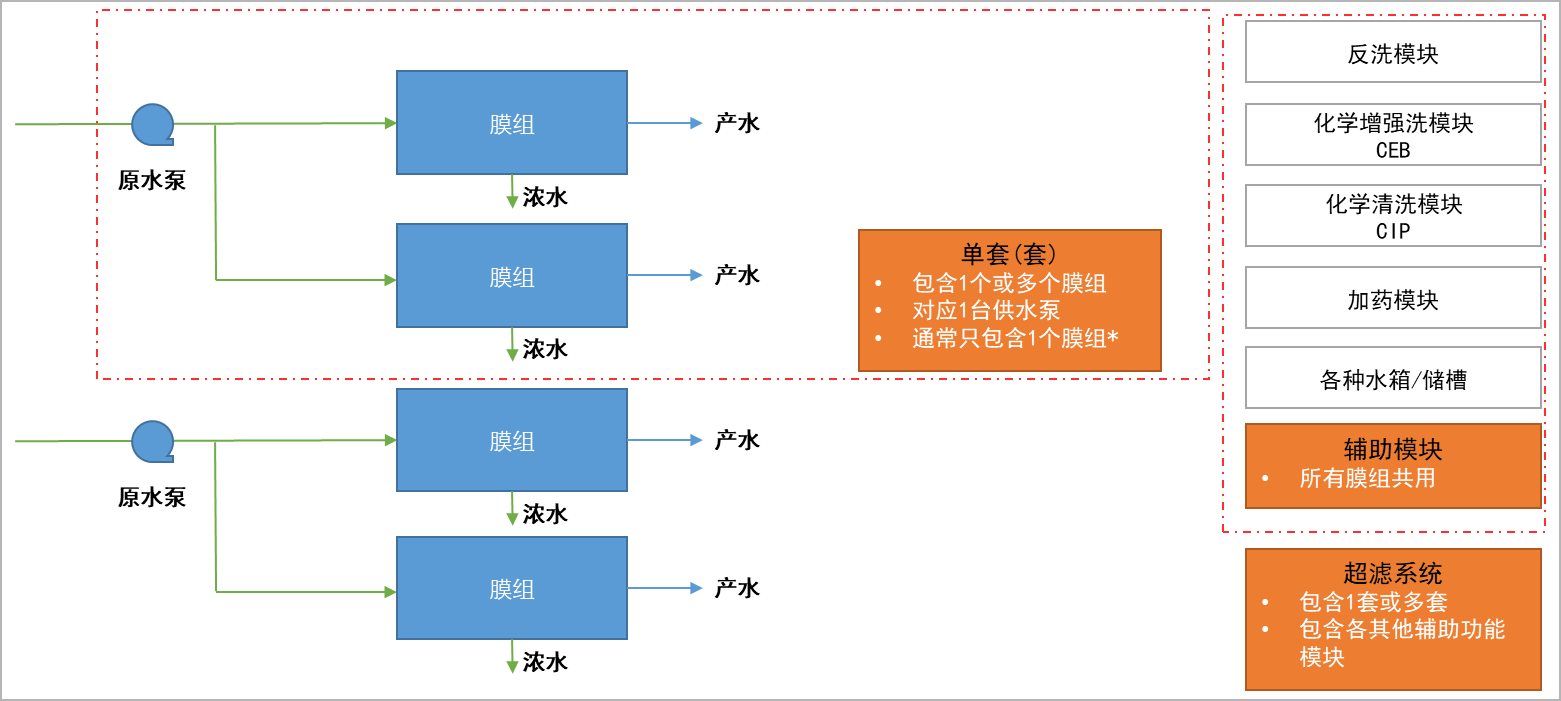 膜组
产水
原水泵
浓水
膜组
产水
浓水
单套(套)
• 包含1个或多个膜组
• 对应1台供水泵
• 通常只包含1个膜组*
膜组
产水
原水泵
浓水
膜组
产水
浓水
反洗模块
化学增强洗模块
CEB
化学清洗模块
CIP
加药模块
各种水箱/储槽
辅助模块
• 所有膜组共用
超滤系统
• 包含1套或多套
• 包含各其他辅助功能
模块